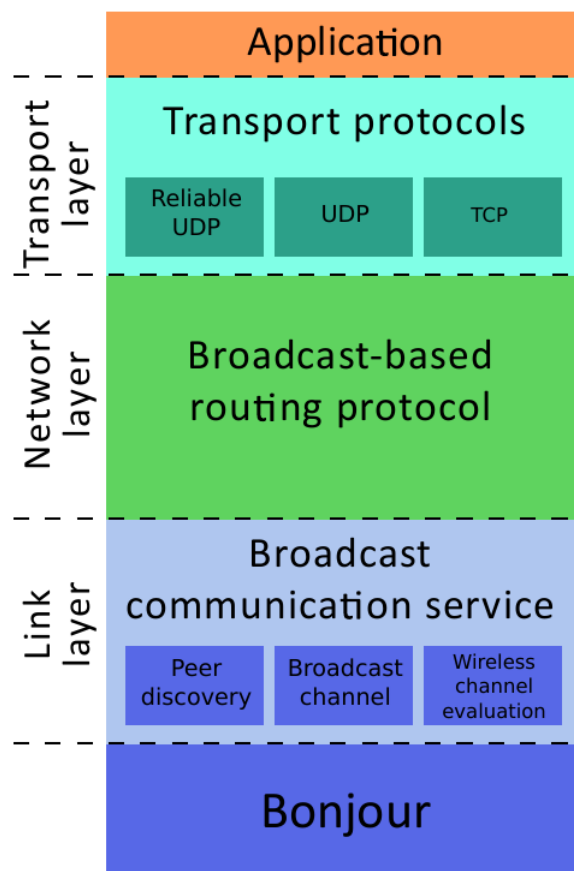 Application
Transport
layer
Transport protocols
Reliable
UDP
UDP
TCP
Network
layer
Broadcast-based
routing protocol
Link
layer
Broadcast
communication service
Peer
discovery
Broadcast
channel
Wireless
channel
evaluation
Bonjour